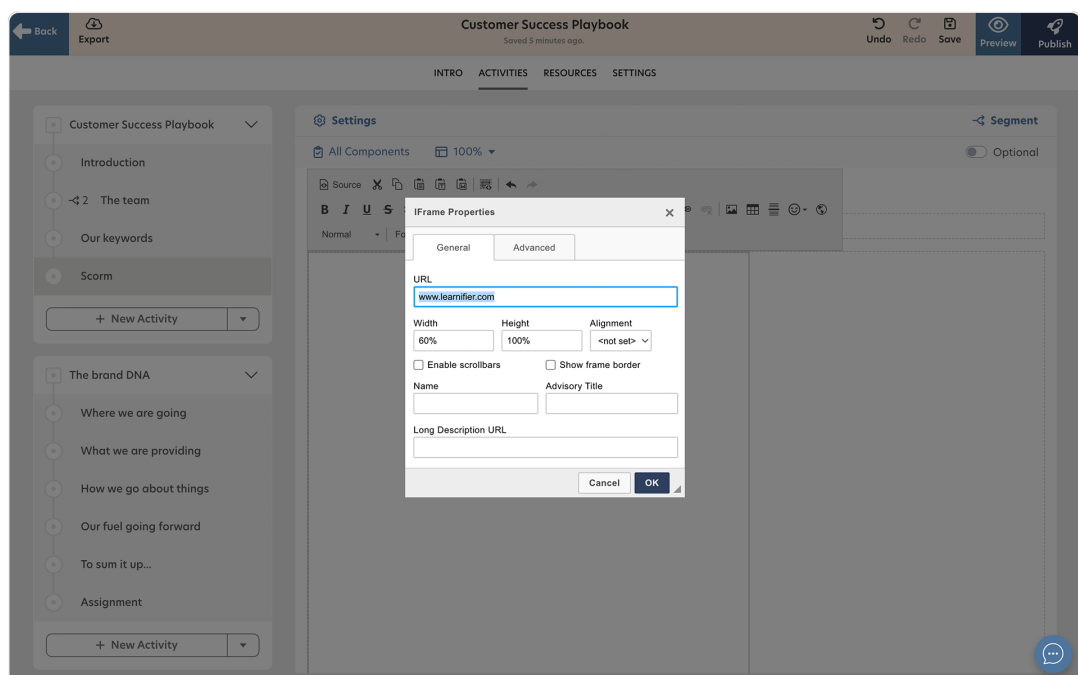 Back
Export
Customer Success Playbook
Saved 5 minutes ago.
Undo Redo Save Preview Publish
INTRO ACTIVITIES RESOURCES SETTINGS
Customer Success Playbook
Introduction
2 The team
Our keywords
Scorm
+ New Activity
The brand DNA
Where we are going
What we are providing
How we go about things
Our fuel going forward
To sum it up...
Assignment
+ New Activity
Settings
Segment
All Components 100%
Optional
Source
B I U S
Normal Fo
IFrame Properties
General Advanced
URL
www.learnifier.com
Width Height Alignment
60% 100% <not set>
Enable scrollbars Show frame border
Name Advisory Title
Long Description URL
Cancel OK